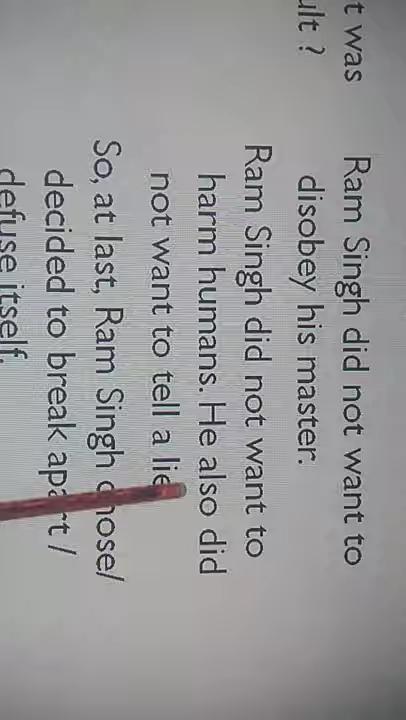 t was
ult ?
Ram Singh did not want to
disobey his master.
Ram Singh did not want to
harm humans. He also did
not want to tell a lie
So, at last, Ram Singh chose/
decided to break apart /
defuse itself.